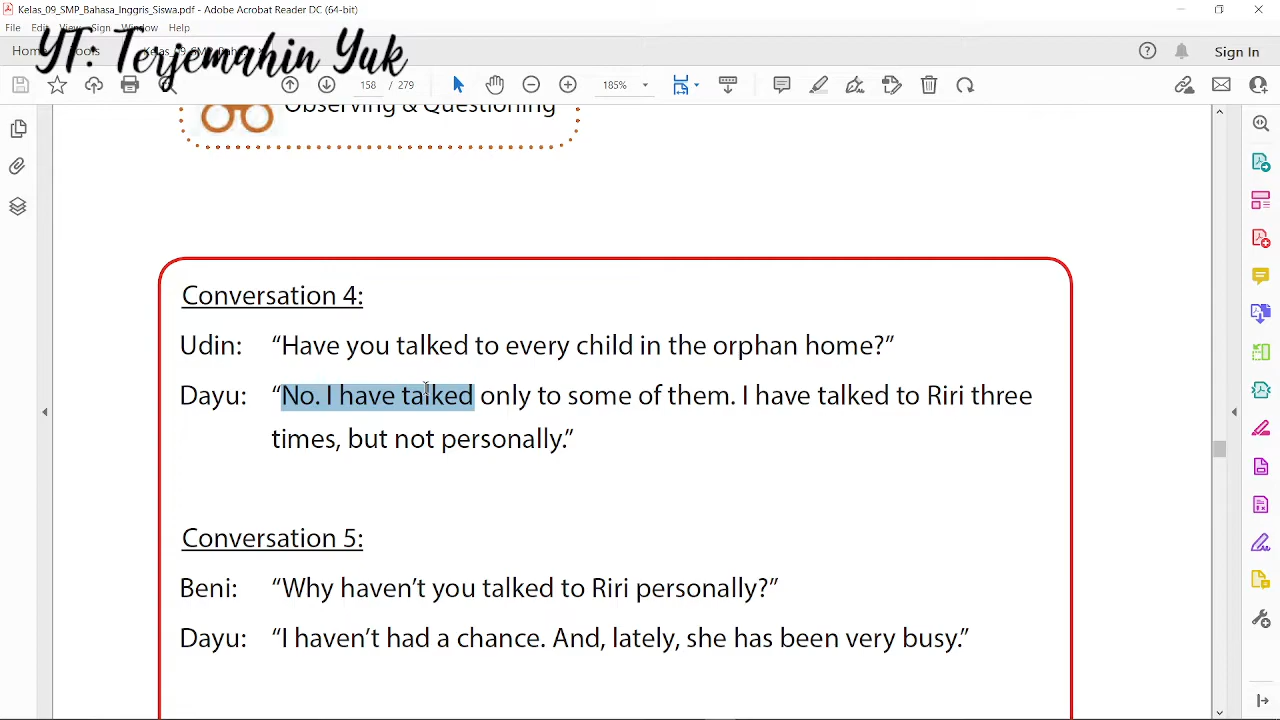 Kelas_09_SMP_Bahasa_Inggris_Siswa.pdf - Adobe Acrobat Reader DC (64-bit)
File Edit View Sign Window Help
YT: Terjemahin Yuk
Home Tools
Sign In
158 / 279
185%
Observing & Questioning
Conversation 4:
Udin: “Have you talked to every child in the orphan home?”
Dayu: “No. I have talked only to some of them. I have talked to Riri three
times, but not personally.”
Conversation 5:
Beni: “Why haven’t you talked to Riri personally?”
Dayu: “I haven’t had a chance. And, lately, she has been very busy.”